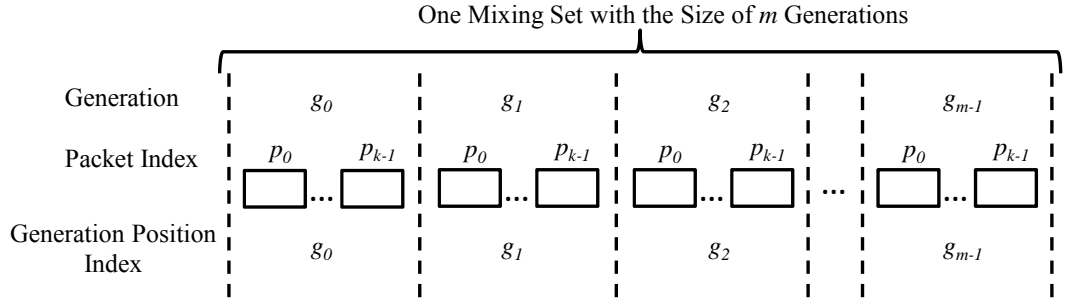 One Mixing Set with the Size of m Generations
Generation g0 g1 g2 gm-1
Packet Index p0 pk-1 p0 pk-1 p0 pk-1 p0 pk-1
... ... ... ... ...
Generation Position
Index g0 g1 g2 gm-1